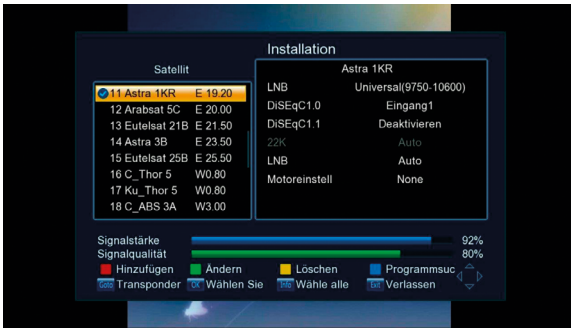 Installation
Satellit
11 Astra 1KR E 19.20
12 Arabsat 5C E 20.00
13 Eutelsat 21B E 21.50
14 Astra 3B E 23.50
15 Eutelsat 25B E 25.50
16 C_Thor 5 W0.80
17 Ku_Thor 5 W0.80
18 C_ABS 3A W3.00
Astra 1KR
LNB Universal(9750-10600)
DiSEqC1.0 Eingang1
DiSEqC1.1 Deaktivieren
22K Auto
LNB Auto
Motoreinstell None
Signalstärke 92%
Signalqualität 80%
Hinzufügen Ändern Löschen Programmsuc
Goto Transponder OK Wählen Sie Info Wähle alle Exit Verlassen